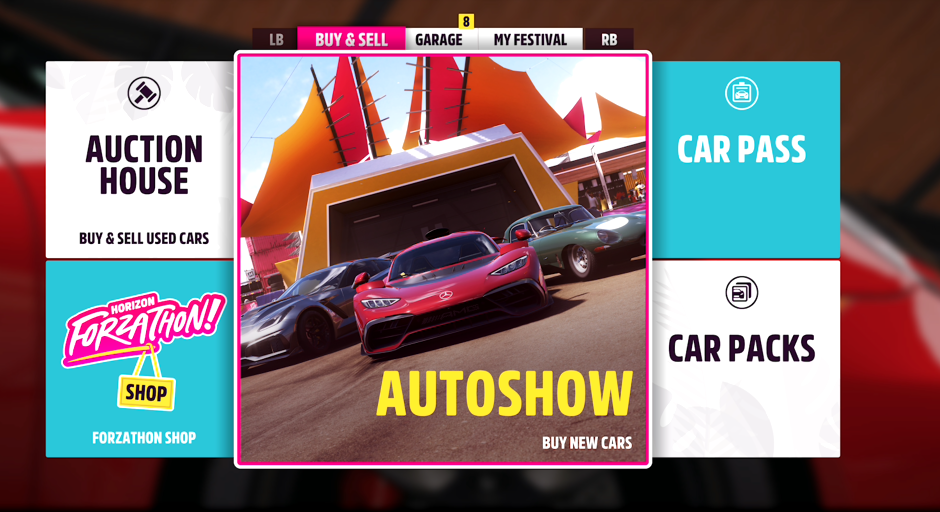 8
LB
BUY & SELL
GARAGE
MY FESTIVAL
RB
AUCTION
HOUSE
BUY & SELL USED CARS
HORIZON
FORZATHON!
SHOP
FORZATHON SHOP
AUTOSHOW
BUY NEW CARS
CAR PASS
CAR PACKS